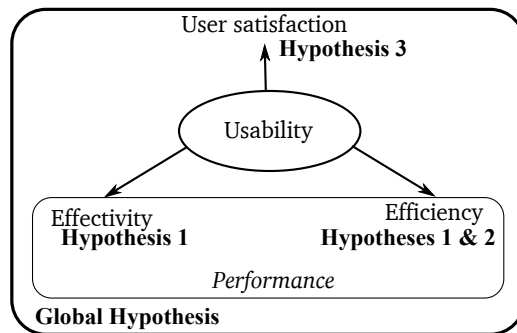 User satisfaction
Hypothesis 3
Usability
Effectivity
Hypothesis 1
Efficiency
Hypotheses 1 & 2
Performance
Global Hypothesis